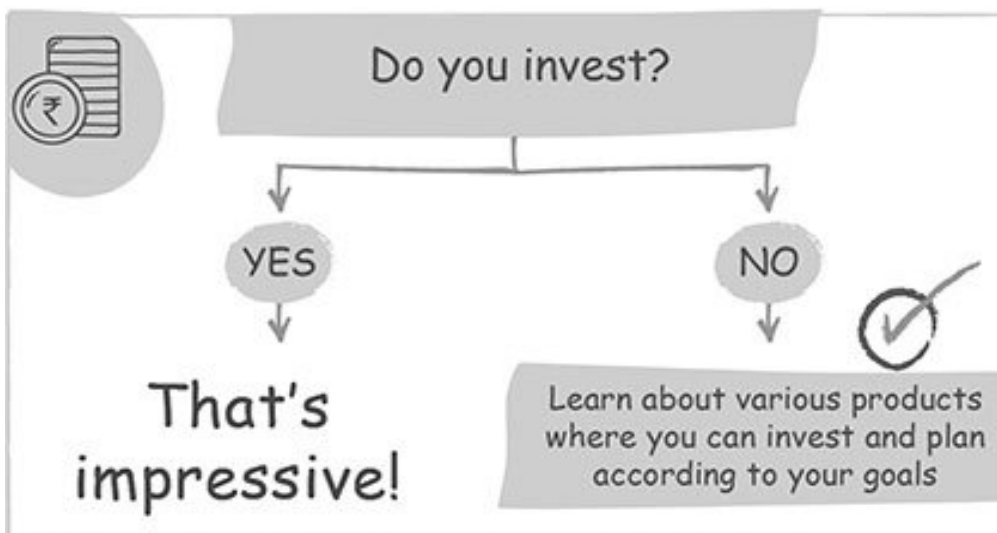 ₹
Do you invest?
YES
NO
That's
impressive!
Learn about various products
where you can invest and plan
according to your goals